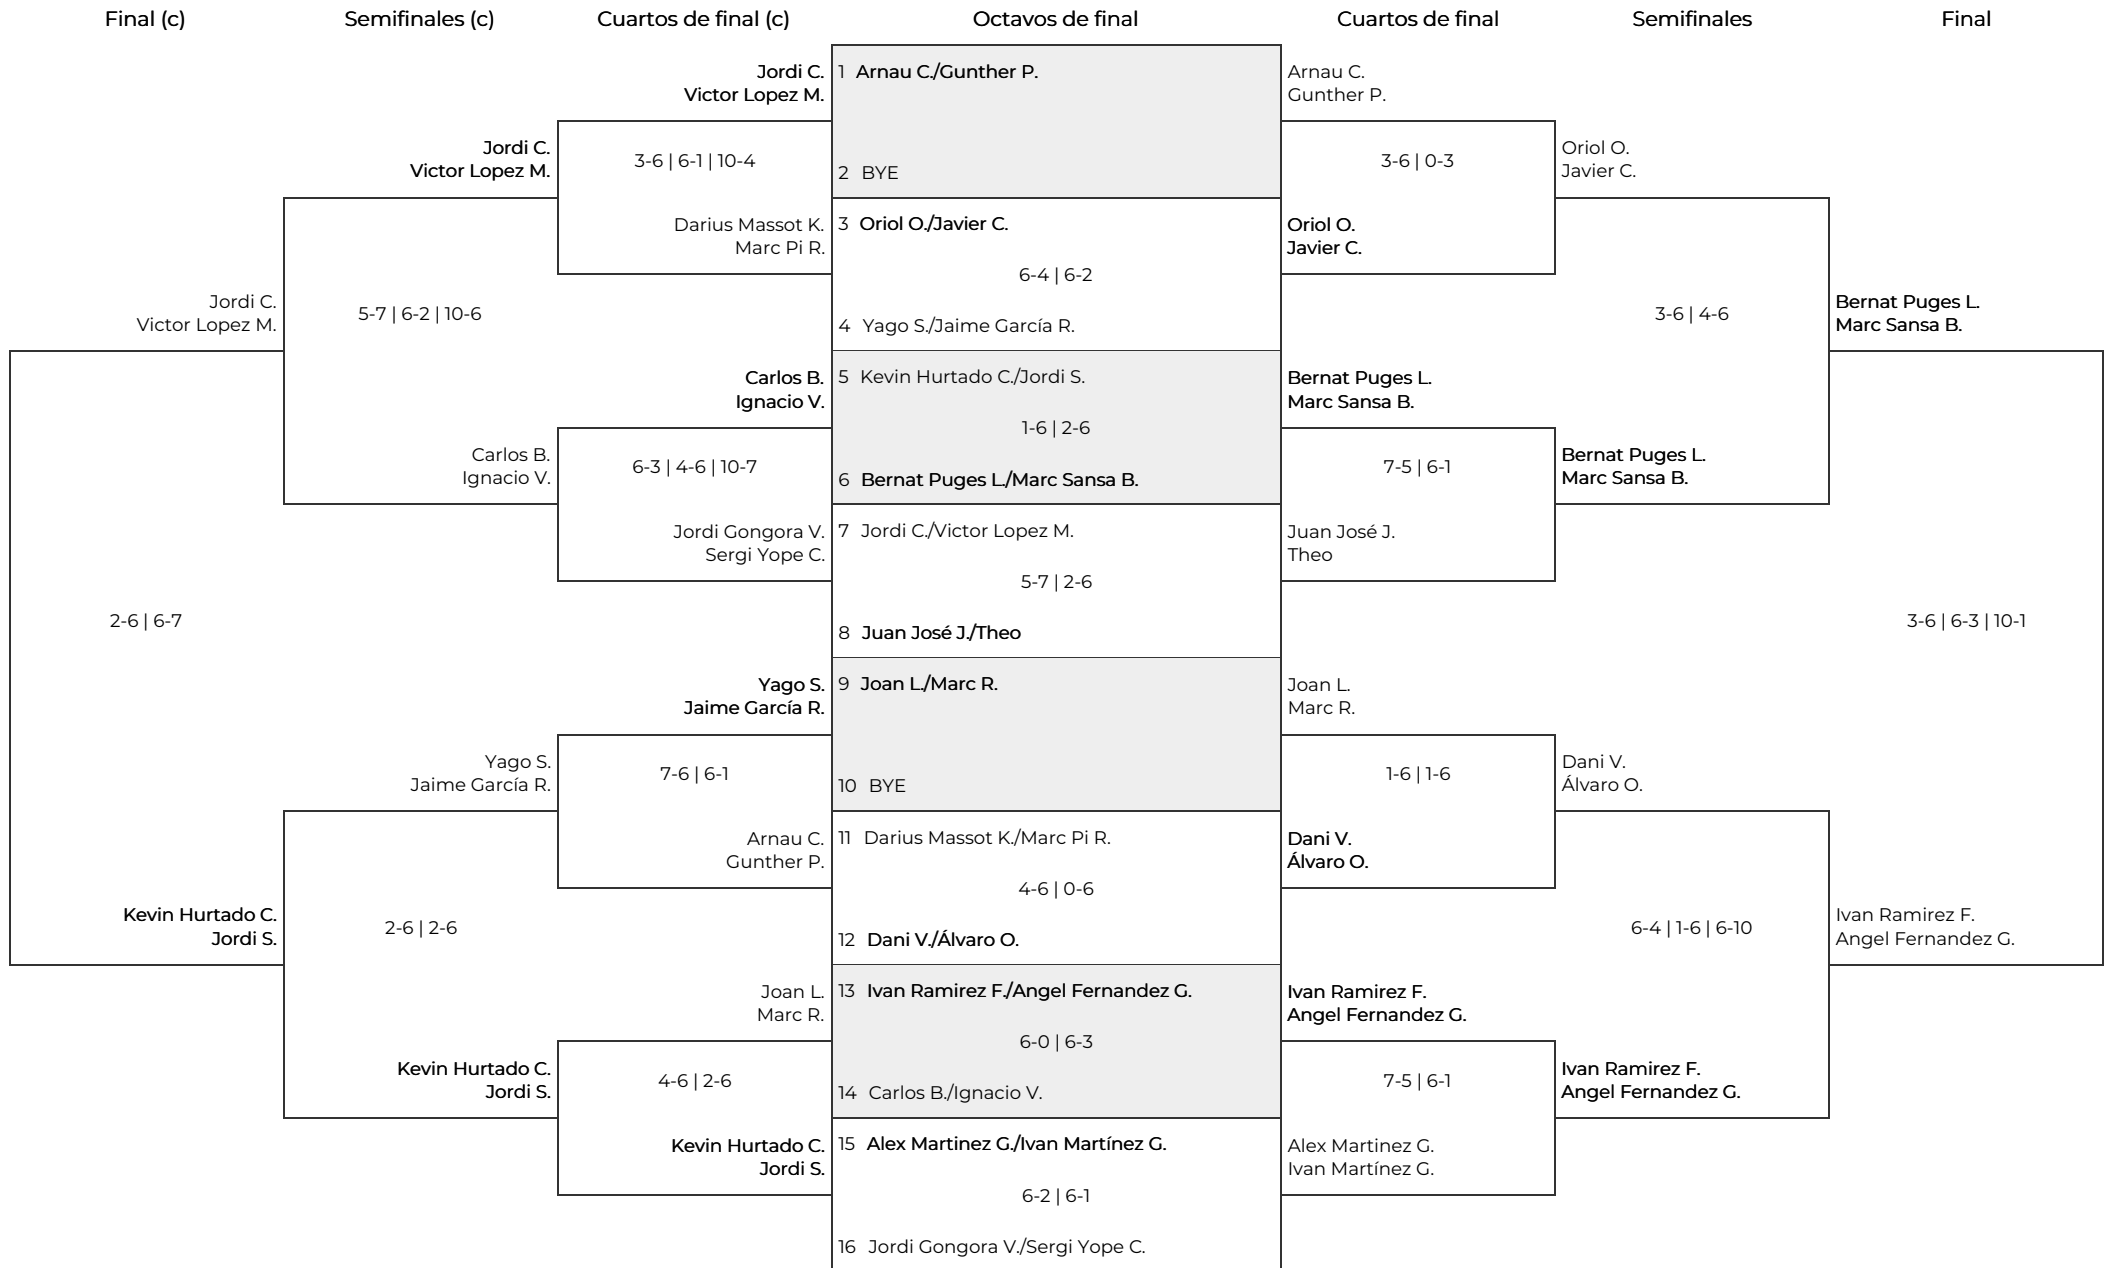 Final (c)
Semifinales (c)
Cuartos de final (c)
Octavos de final
Cuartos de final
Semifinales
Final
Jordi C.
Victor Lopez M.
2-6 | 6-7
Kevin Hurtado C.
Jordi S.
Jordi C.
Victor Lopez M.
5-7 | 6-2 | 10-6
Carlos B.
Ignacio V.
Yago S.
Jaime García R.
2-6 | 2-6
Kevin Hurtado C.
Jordi S.
Jordi C.
Victor Lopez M.
3-6 | 6-1 | 10-4
Darius Massot K.
Marc Pi R.
Carlos B.
Ignacio V.
6-3 | 4-6 | 10-7
Jordi Gongora V.
Sergi Yope C.
Yago S.
Jaime García R.
7-6 | 6-1
Arnau C.
Gunther P.
Joan L.
Marc R.
4-6 | 2-6
Kevin Hurtado C.
Jordi S.
1 Arnau C./Gunther P.
2 BYE
3 Oriol O./Javier C.
6-4 | 6-2
4 Yago S./Jaime García R.
5 Kevin Hurtado C./Jordi S.
1-6 | 2-6
6 Bernat Puges L./Marc Sansa B.
7 Jordi C./Victor Lopez M.
5-7 | 2-6
8 Juan José J./Theo
9 Joan L./Marc R.
10 BYE
11 Darius Massot K./Marc Pi R.
4-6 | 0-6
12 Dani V./Álvaro O.
13 Ivan Ramirez F./Angel Fernandez G.
6-0 | 6-3
14 Carlos B./Ignacio V.
15 Alex Martinez G./Ivan Martínez G.
6-2 | 6-1
16 Jordi Gongora V./Sergi Yope C.
Arnau C.
Gunther P.
3-6 | 0-3
Oriol O.
Javier C.
Bernat Puges L.
Marc Sansa B.
7-5 | 6-1
Juan José J.
Theo
Joan L.
Marc R.
1-6 | 1-6
Dani V.
Álvaro O.
Ivan Ramirez F.
Angel Fernandez G.
7-5 | 6-1
Alex Martinez G.
Ivan Martínez G.
Oriol O.
Javier C.
3-6 | 4-6
Bernat Puges L.
Marc Sansa B.
Dani V.
Álvaro O.
6-4 | 1-6 | 6-10
Ivan Ramirez F.
Angel Fernandez G.
Bernat Puges L.
Marc Sansa B.
3-6 | 6-3 | 10-1
Ivan Ramirez F.
Angel Fernandez G.